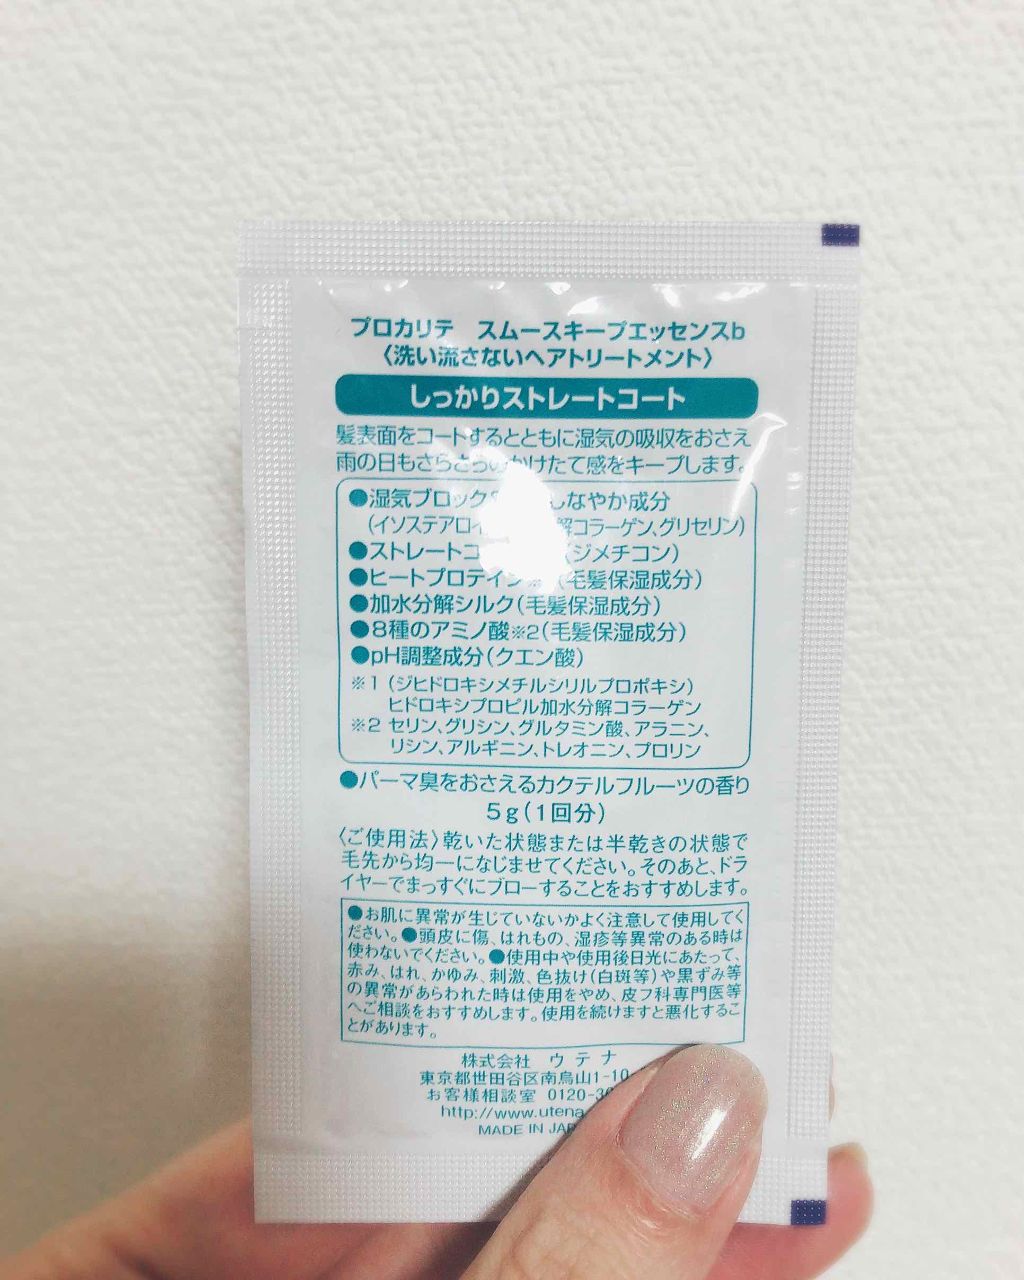 プロカリテ スムースキープエッセンスb
〈洗い流さないヘアトリートメント〉
しっかりストレートコート
髪表面をコートするとともに湿気の吸収をおさえ
雨の日もさらさらのかけたて感をキープします。
●湿気ブロック しなやか成分
(イソステアロイ 解コラーゲン、グリセリン)
●ストレートコ (ジメチコン)
●ヒートプロテイン (毛髪保湿成分)
●加水分解シルク(毛髪保湿成分)
●8種のアミノ酸※2(毛髪保湿成分)
●pH調整成分(クエン酸)
※1 (ジヒドロキシメチルシリルプロポキシ)
ヒドロキシプロピル加水分解コラーゲン
※2 セリン、グリシン、グルタミン酸、アラニン、
リシン、アルギニン、トレオニン、プロリン
●パーマ臭をおさえるカクテルフルーツの香り
5g(1回分)
〈ご使用法〉乾いた状態または半乾きの状態で
毛先から均一になじませてください。そのあと、ドラ
イヤーでまっすぐにブローすることをおすすめします。
●お肌に異常が生じていないかよく注意して使用してく
ださい。●頭皮に傷、はれもの、湿疹等異常のある時は
使わないでください。●使用中や使用後日光にあたって、
赤み、はれ、かゆみ、刺激、色抜け(白斑等)や黒ずみ等
の異常があらわれた時は使用をやめ、皮フ科専門医等
へご相談をおすすめします。使用を続けますと悪化するこ
とがあります。
株式会社 ウテナ
東京都世田谷区南烏山1-10
お客様相談室 0120-3
http://www.utena
MADE IN JAP